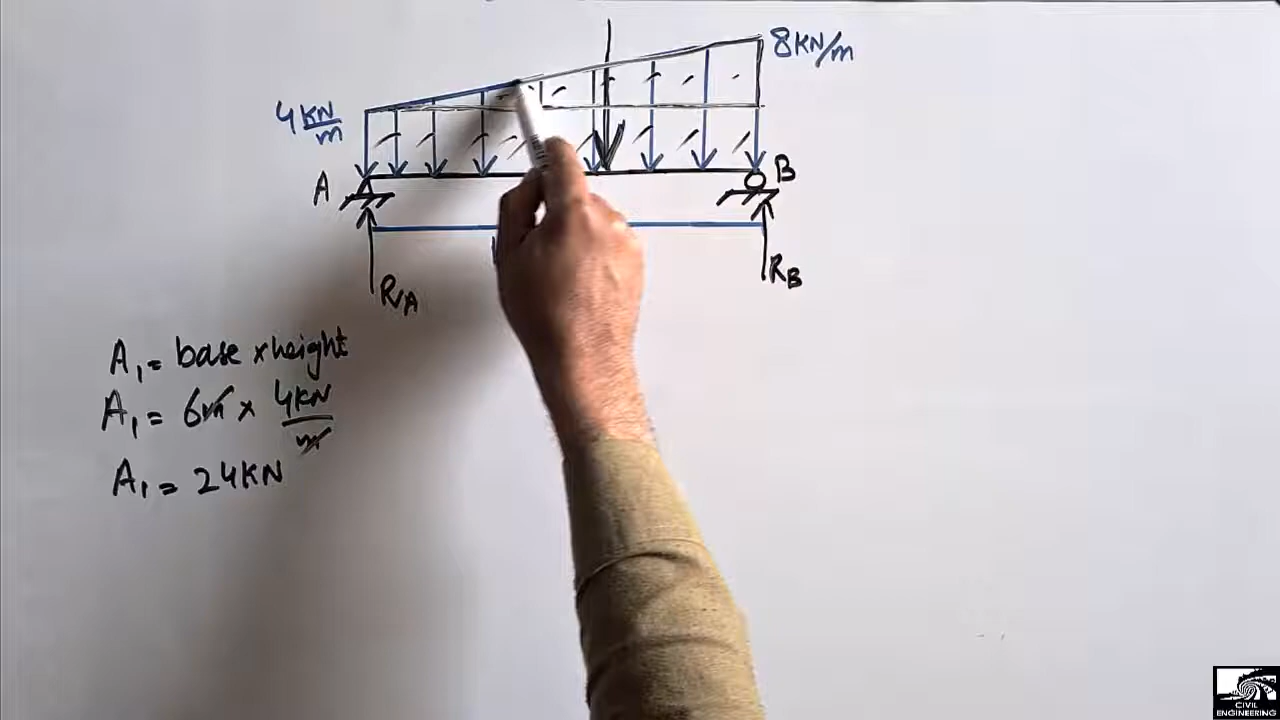 8KN/m
4KN/m
A
B
RA
RB
A1 = base × height
A1 = 6m × 4KN/m
A1 = 24KN
CIVIL
ENGINEERING